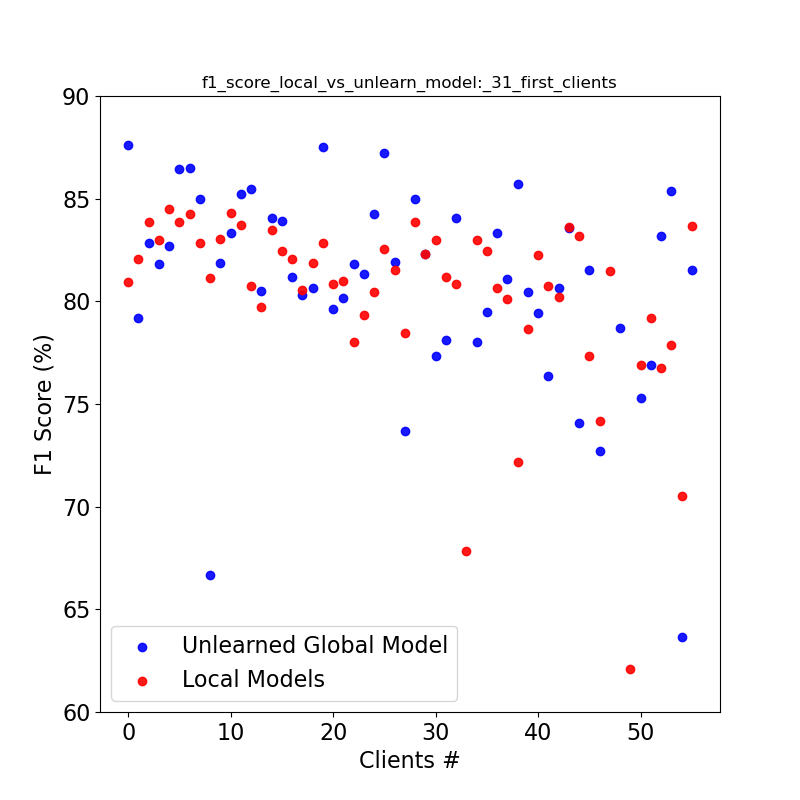 f1_score_local_vs_unlearn_model:_31_first_clients
90
85
80
75
70
65
60
F1 Score (%)
Unlearned Global Model
Local Models
0 10 20 30 40 50
Clients #